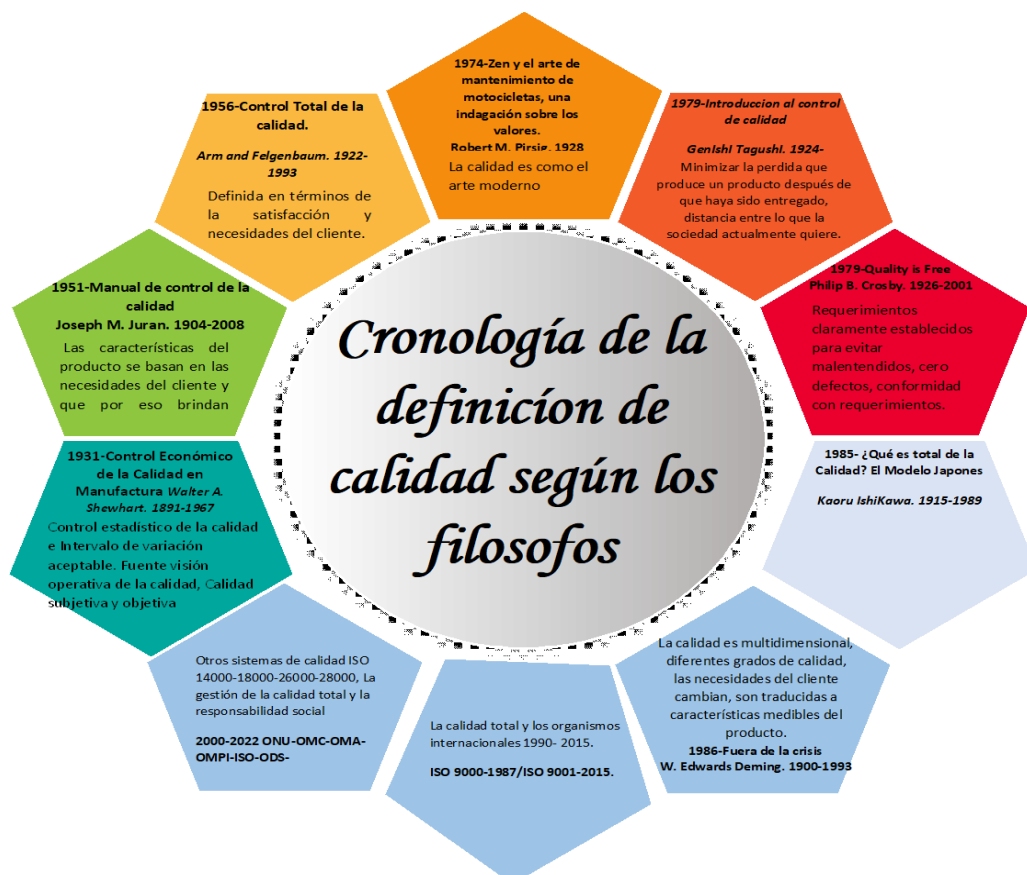 Cronología de la
definicíon de
calidad según los
filosofos
1931-Control Económico
de la Calidad en
Manufactura Walter A.
Shewhart. 1891-1967
Control estadístico de la calidad
e Intervalo de variación
aceptable. Fuente visión
operativa de la calidad, Calidad
subjetiva y objetiva
1951-Manual de control de la
calidad
Joseph M. Juran. 1904-2008
Las características del
producto se basan en las
necesidades del cliente y
que por eso brindan
1956-Control Total de la
calidad.
Arm and Felgenbaum. 1922-
1993
Definida en términos de
la satisfacción y
necesidades del cliente.
1974-Zen y el arte de
mantenimiento de
motocicletas, una
indagación sobre los
valores.
Robert M. Pirsig. 1928
La calidad es como el
arte moderno
1979-Introduccion al control
de calidad
Genishi Tagushi. 1924-
Minimizar la perdida que
produce un producto después de
que haya sido entregado,
distancia entre lo que la
sociedad actualmente quiere.
1979-Quality is Free
Philip B. Crosby. 1926-2001
Requerimientos
claramente establecidos
para evitar
malentendidos, cero
defectos, conformidad
con requerimientos.
1985- ¿Qué es total de la
Calidad? El Modelo Japones
Kaoru IshiKawa. 1915-1989
La calidad es multidimensional,
diferentes grados de calidad,
las necesidades del cliente
cambian, son traducidas a
características medibles del
producto.
1986-Fuera de la crisis
W. Edwards Deming. 1900-1993
La calidad total y los organismos
internacionales 1990- 2015.
ISO 9000-1987/ISO 9001-2015.
Otros sistemas de calidad ISO
14000-18000-26000-28000, La
gestión de la calidad total y la
responsabilidad social
2000-2022 ONU-OMC-OMA-
OMPI-ISO-ODS-